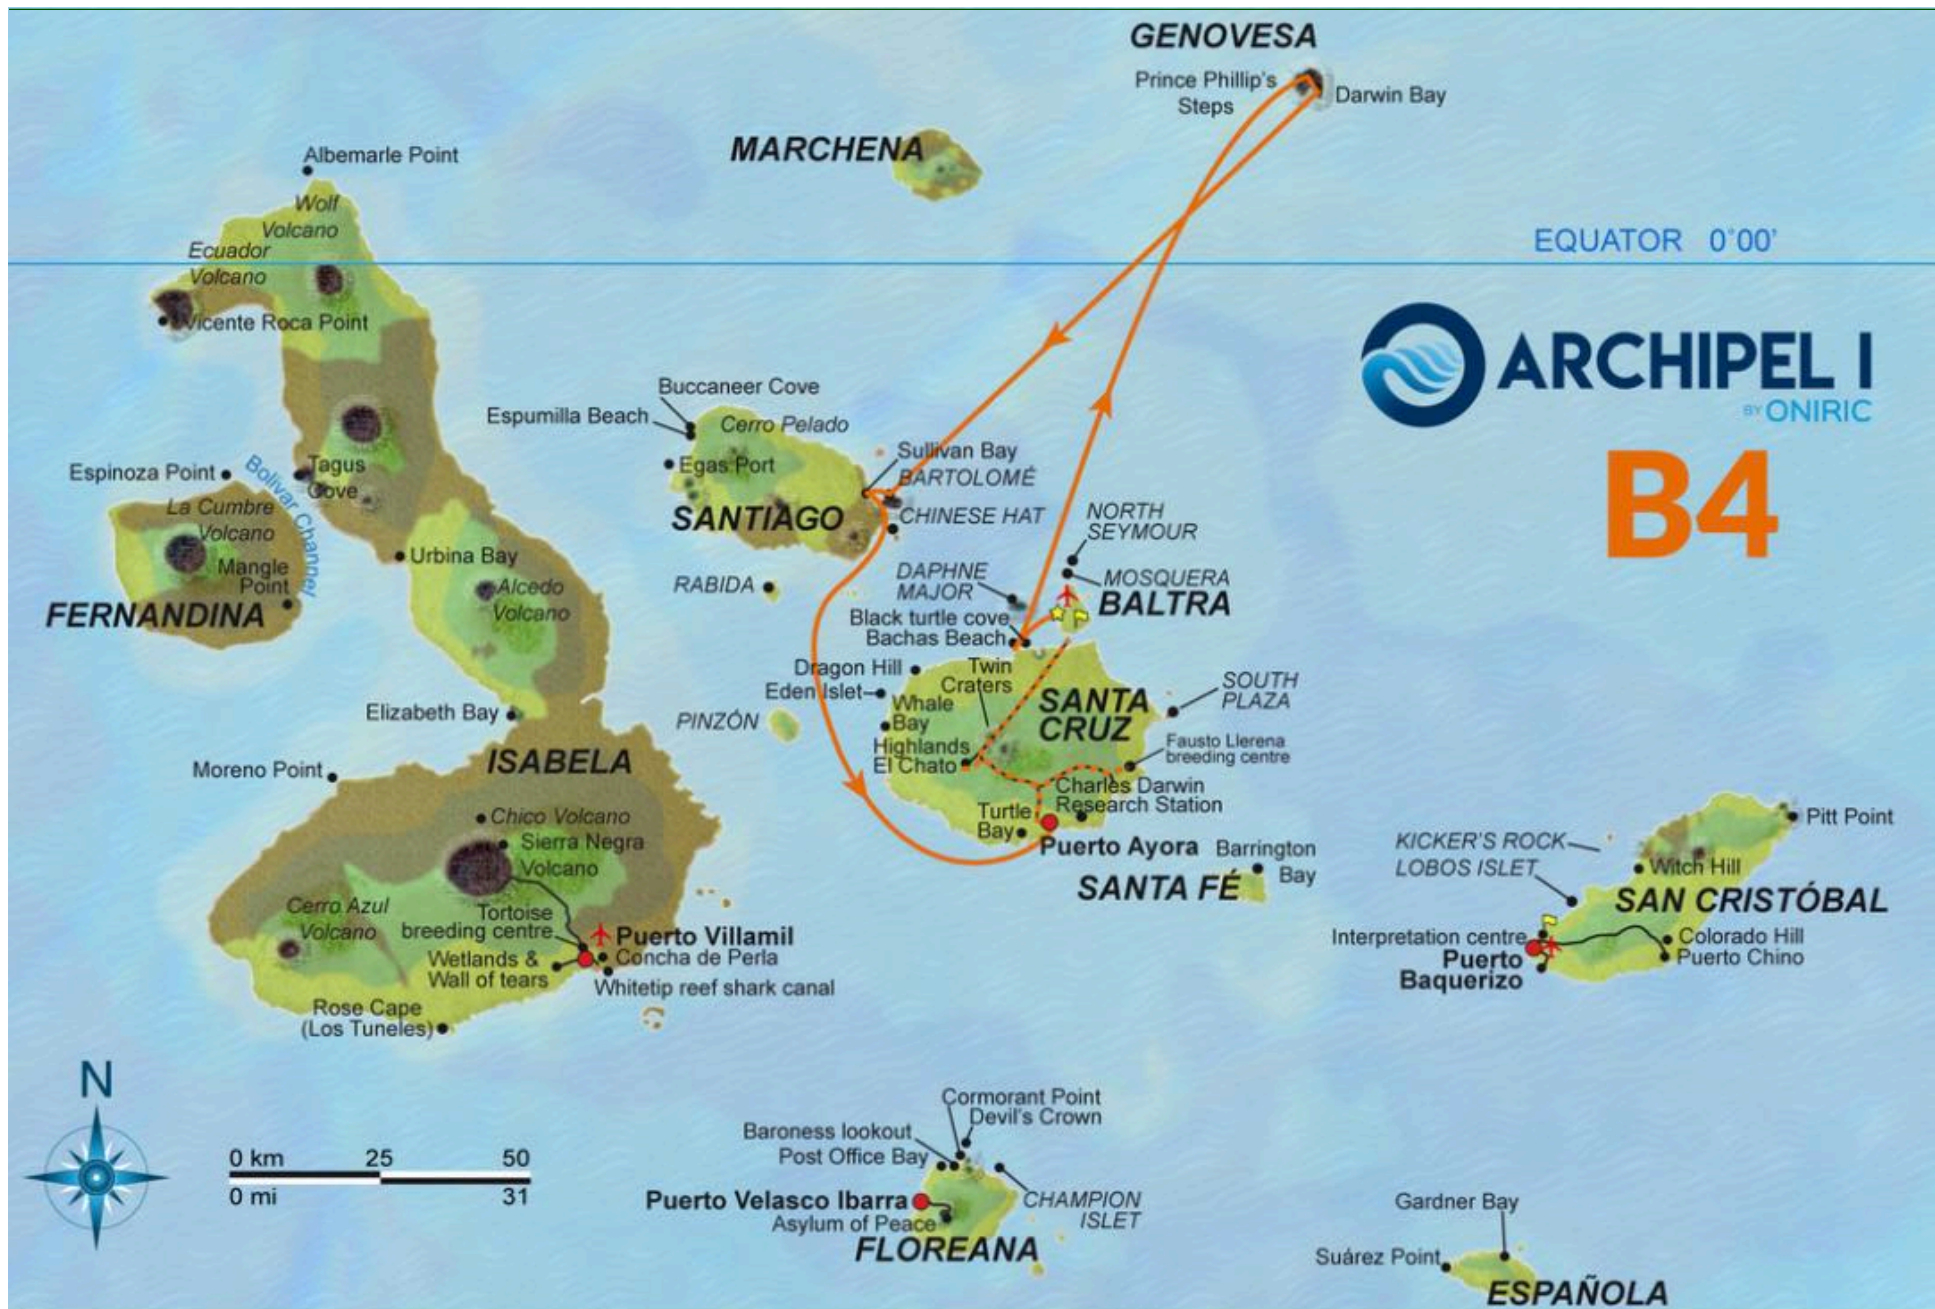 GENOVESA
Prince Phillip's
Steps
Darwin Bay
MARCHENA
Albemarle Point
Wolf
Volcano
Ecuador
Volcano
Vicente Roca Point
EQUATOR 0°00'
ARCHIPEL I
BY ONIRIC
B4
Buccaneer Cove
Espumilla Beach
Cerro Pelado
Egas Port
Sullivan Bay
BARTOLOMÉ
SANTIAGO
CHINESE HAT
Espinoza Point
Bolivar Channel
Tagus
Cove
La Cumbre
Volcano
Mangle
Point
FERNANDINA
Urbina Bay
Alcedo
Volcano
RABIDA
NORTH
SEYMOUR
DAPHNE
MAJOR
MOSQUERA
BALTRA
Black turtle cove
Bachas Beach
Dragon Hill
Eden Islet
Twin
Craters
Whale
Bay
SANTA
CRUZ
SOUTH
PLAZA
PINZÓN
Highlands
El Chato
Fausto Llerena
breeding centre
Charles Darwin
Research Station
Turtle
Bay
Puerto Ayora
Barrington
Bay
SANTA FÉ
Elizabeth Bay
ISABELA
Moreno Point
Chico Volcano
Sierra Negra
Volcano
Cerro Azul
Volcano
Tortoise
breeding centre
Puerto Villamil
Wetlands &
Wall of tears
Concha de Perla
Whitetip reef shark canal
Rose Cape
(Los Tuneles)
Pitt Point
KICKER'S ROCK
LOBOS ISLET
Witch Hill
SAN CRISTÓBAL
Interpretation centre
Puerto
Baquerizo
Colorado Hill
Puerto Chino
N
0 km 25 50
0 mi 31
Cormorant Point
Devil's Crown
Baroness lookout
Post Office Bay
Puerto Velasco Ibarra
Asylum of Peace
CHAMPION
ISLET
FLOREANA
Gardner Bay
Suárez Point
ESPAÑOLA